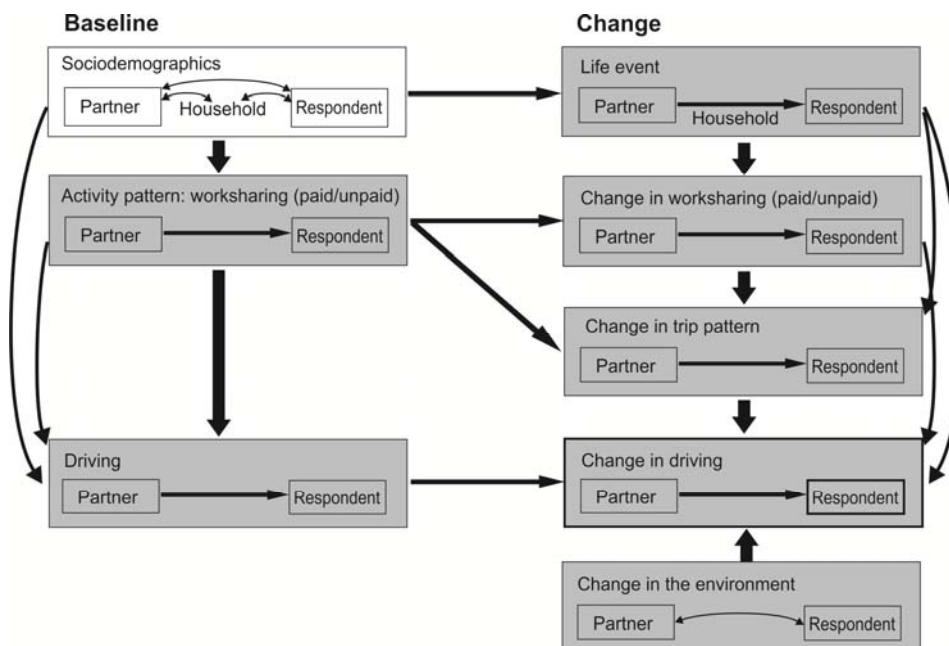 Baseline
Change
Sociodemographics
Partner
Household
Respondent
Life event
Partner
Household
Respondent
Activity pattern: worksharing (paid/unpaid)
Partner
Respondent
Change in worksharing (paid/unpaid)
Partner
Respondent
Change in trip pattern
Partner
Respondent
Driving
Partner
Respondent
Change in driving
Partner
Respondent
Change in the environment
Partner
Respondent